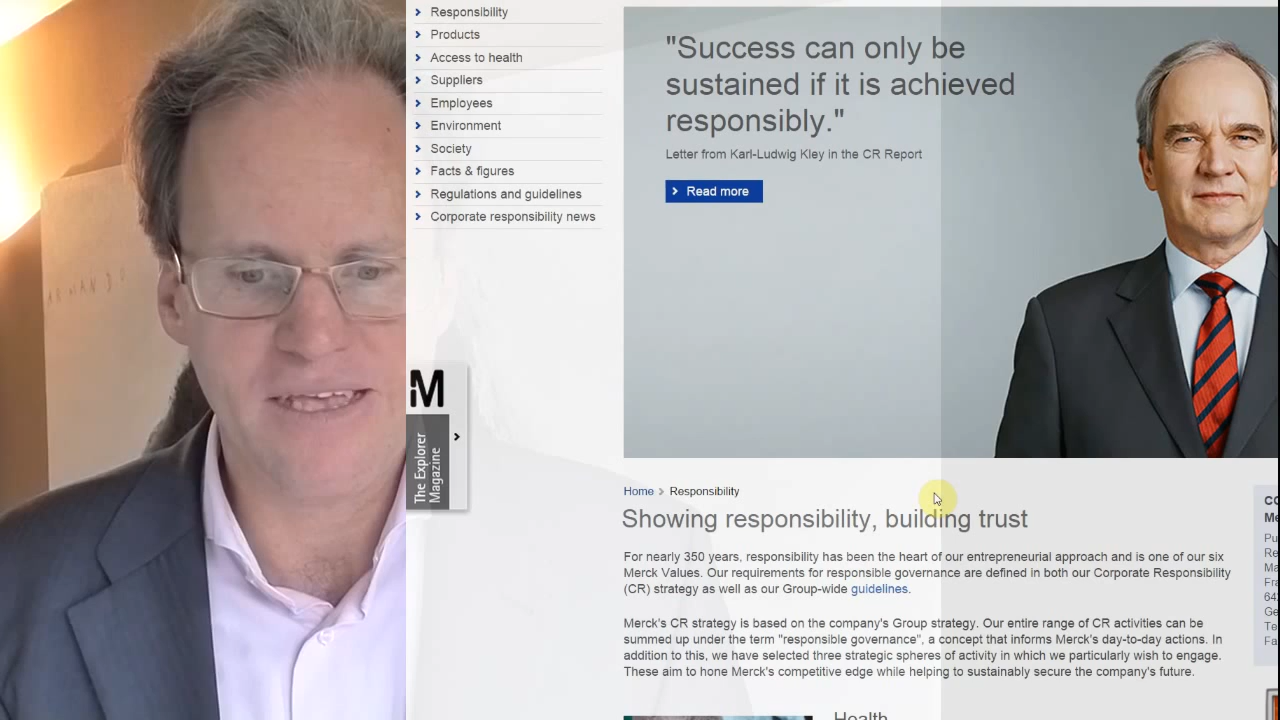 Responsibility
Products
Access to health
Suppliers
Employees
Environment
Society
Facts & figures
Regulations and guidelines
Corporate responsibility news
"Success can only be
sustained if it is achieved
responsibly."
Letter from Karl-Ludwig Kley in the CR Report
Read more
M
The Explorer
Magazine
Home > Responsibility
Showing responsibility, building trust
For nearly 350 years, responsibility has been the heart of our entrepreneurial approach and is one of our six
Merck Values. Our requirements for responsible governance are defined in both our Corporate Responsibility
(CR) strategy as well as our Group-wide guidelines.
Merck's CR strategy is based on the company's Group strategy. Our entire range of CR activities can be
summed up under the term "responsible governance", a concept that informs Merck's day-to-day actions. In
addition to this, we have selected three strategic spheres of activity in which we particularly wish to engage.
These aim to hone Merck's competitive edge while helping to sustainably secure the company's future.
Health